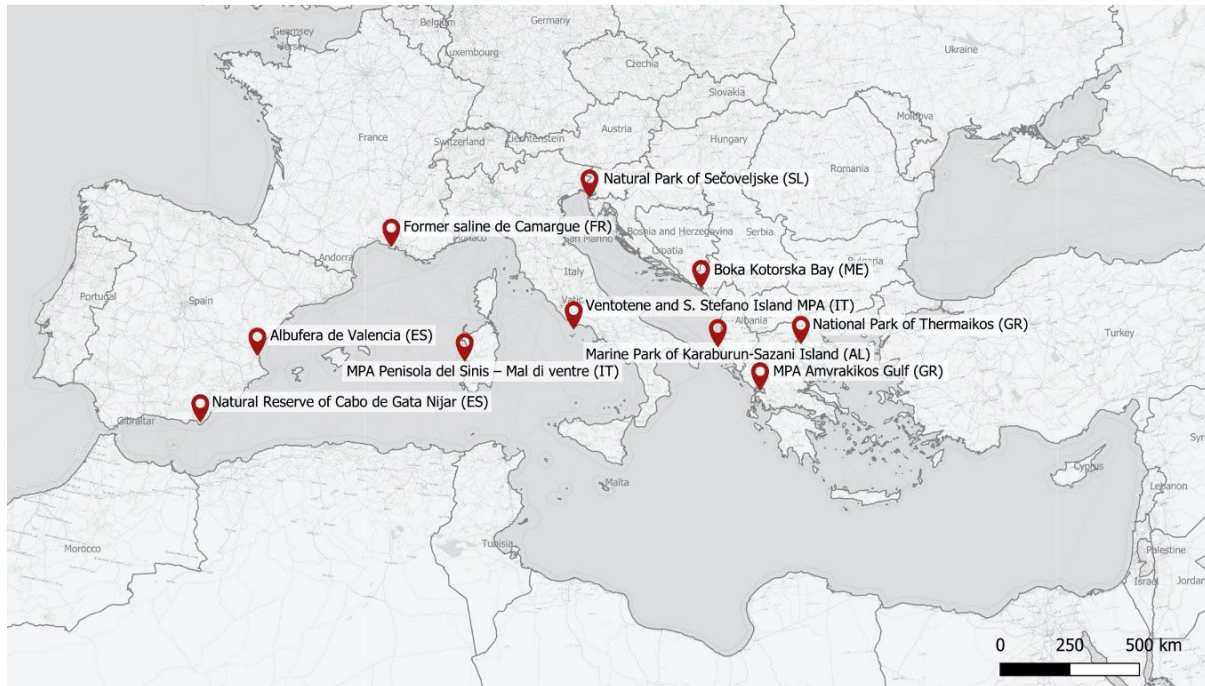 Belgium
Germany
Guernsey
Jersey
Luxembourg
Czechia
Ukraine
Slovakia
France
Switzerland
Liechtenstein
Austria
Hungary
Moldova
Romania
Natural Park of Sečoveljske (SL)
Former saline de Camargue (FR)
Monaco
San Marino
Bosnia and Herzegovina
Serbia
Croatia
Andorra
Italy
Boka Kotorska Bay (ME)
Bulgaria
Portugal
Spain
Ventotene and S. Stefano Island MPA (IT)
Albania
National Park of Thermaikos (GR)
Turkey
Albufera de Valencia (ES)
Marine Park of Karaburun-Sazani Island (AL)
MPA Penisola del Sinis – Mal di ventre (IT)
MPA Amvrakikos Gulf (GR)
Natural Reserve of Cabo de Gata Nijar (ES)
Gibraltar
Malta
Cyprus
Lebanon
Morocco
Tunisia
Palestine
Israel
Jordan
0 250 500 km